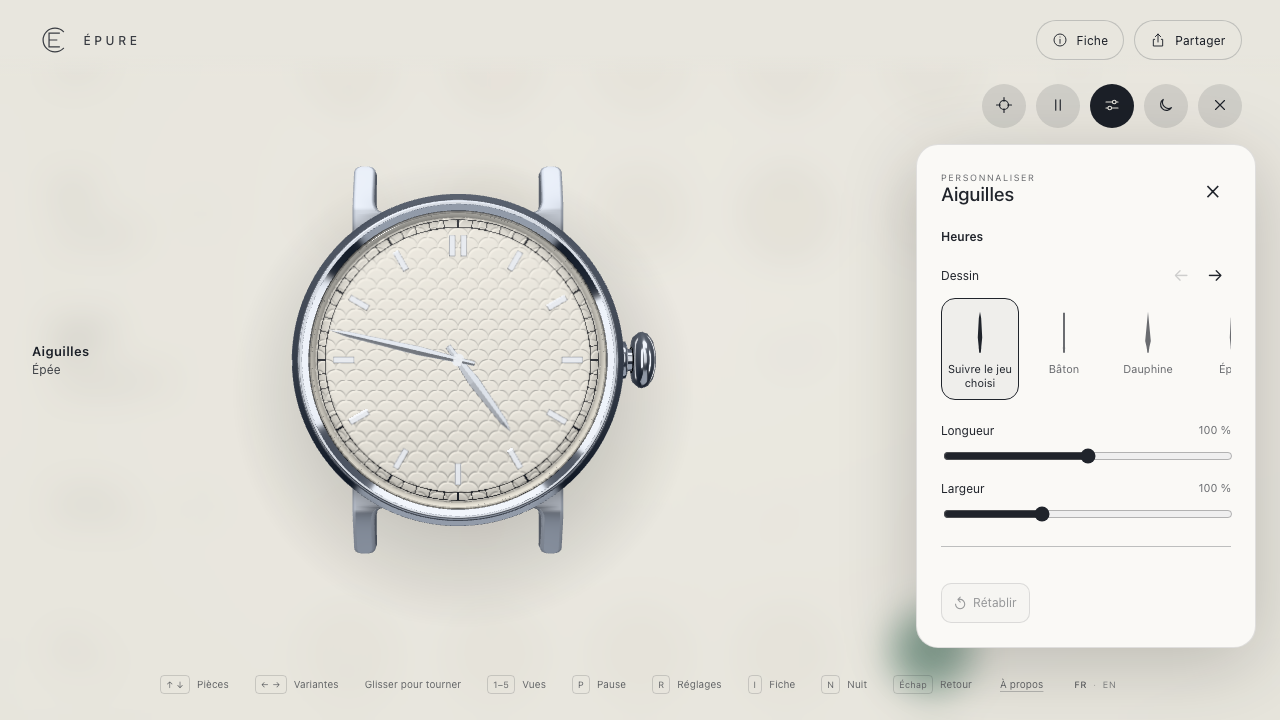 ÉPURE
Fiche
Partager
PERSONNALISER
Aiguilles
Heures
Dessin
Suivre le jeu
choisi
Bâton
Dauphine
Ép
Longueur
100 %
Largeur
100 %
Rétablir
Aiguilles
Épée
↑ ↓ Pièces ← → Variantes Glisser pour tourner 1–5 Vues P Pause R Réglages I Fiche N Nuit Échap Retour À propos FR · EN